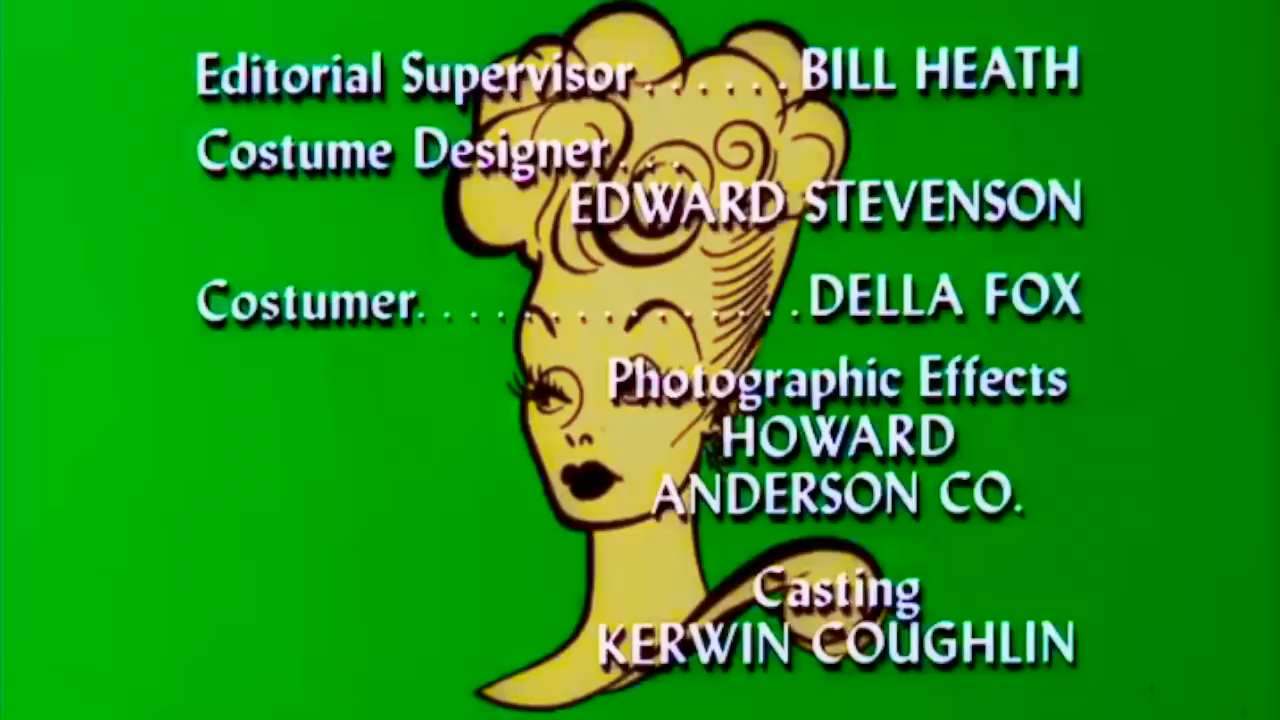 Editorial Supervisor......BILL HEATH
Costume Designer...
EDWARD STEVENSON
Costumer...............DELLA FOX
Photographic Effects
HOWARD
ANDERSON CO.
Casting
KERWIN COUGHLIN